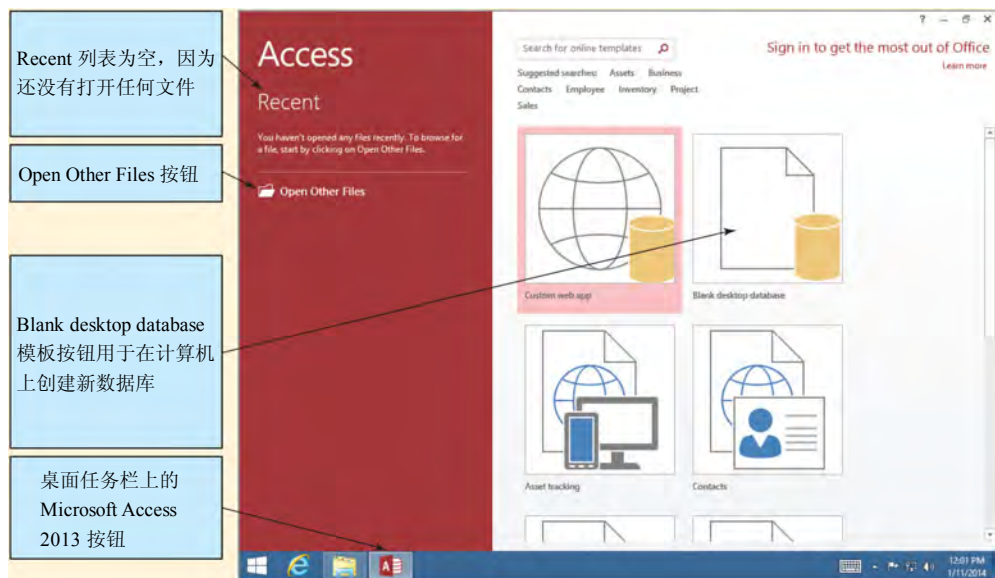 Recent 列表为空，因为
还没有打开任何文件
Open Other Files 按钮
Blank desktop database
模板按钮用于在计算机
上创建新数据库
桌面任务栏上的
Microsoft Access
2013 按钮
Access
Recent
You haven't opened any files recently. To browse for
a file, start by clicking on Open Other Files.
Open Other Files
? – X
Search for online templates
Sign in to get the most out of Office
Learn more
Suggested searches: Assets Business
Contacts Employee Inventory Project
Sales
Custom web app
Blank desktop database
Asset tracking
Contacts
A
12:01 PM
1/11/2014